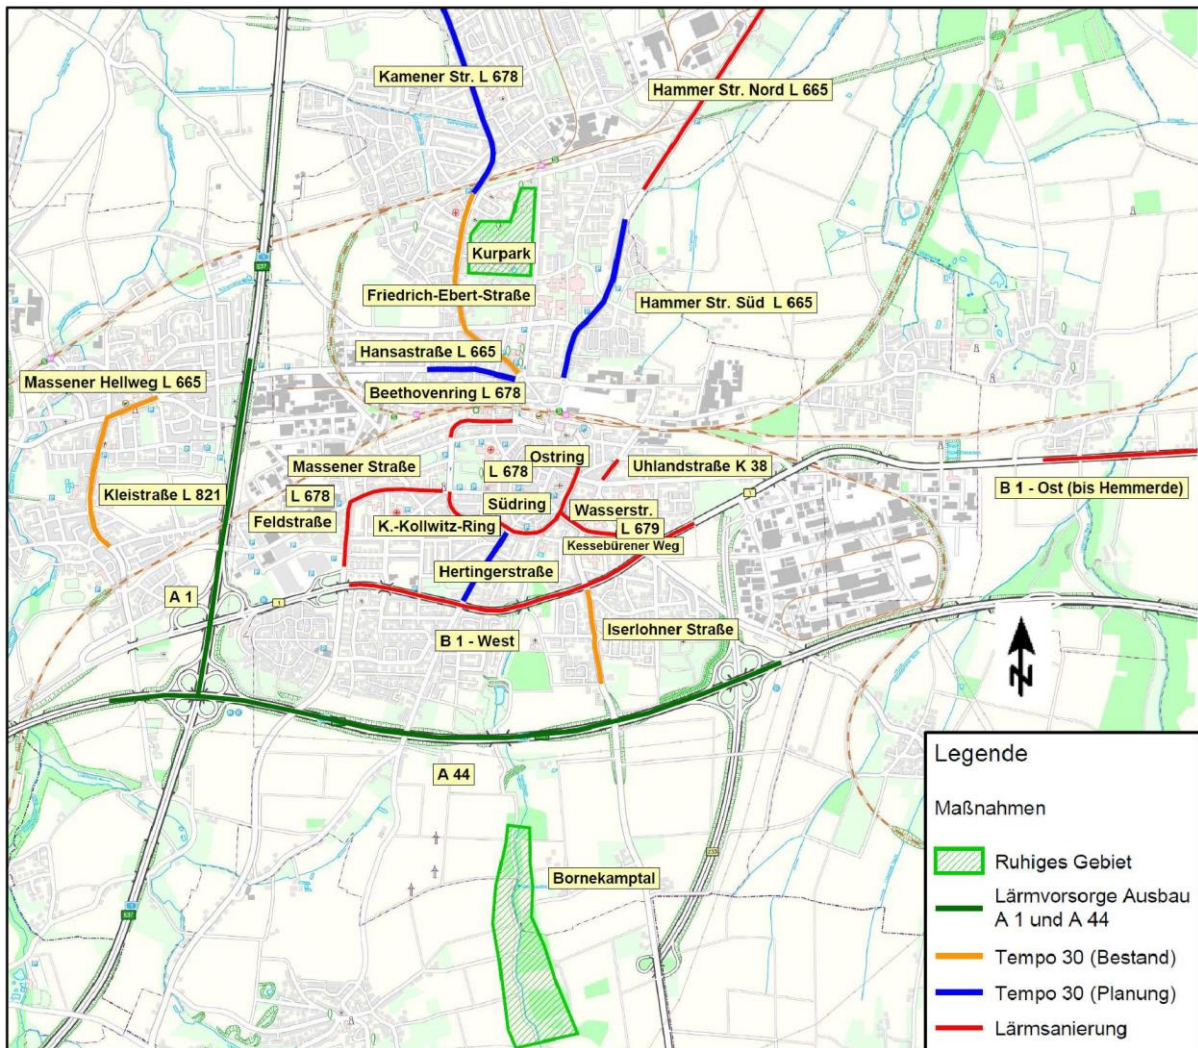 Kamener Str. L 678
Hammer Str. Nord L 665
Kurpark
Friedrich-Ebert-Straße
Hammer Str. Süd L 665
Hansastraße L 665
Massener Hellweg L 665
Beethovenring L 678
Ostring
Massener Straße
L 678
Uhlandstraße K 38
Kleistraße L 821
L 678
Südring
Wasserstr.
B 1 - Ost (bis Hemmerde)
Feldstraße
K.-Kollwitz-Ring
L 679
Kessebürener Weg
Hertingerstraße
A 1
Iserlohner Straße
B 1 - West
N
A 44
Bornekamptal
Legende
Maßnahmen
Ruhiges Gebiet
Lärmvorsorge Ausbau
A 1 und A 44
Tempo 30 (Bestand)
Tempo 30 (Planung)
Lärmsanierung